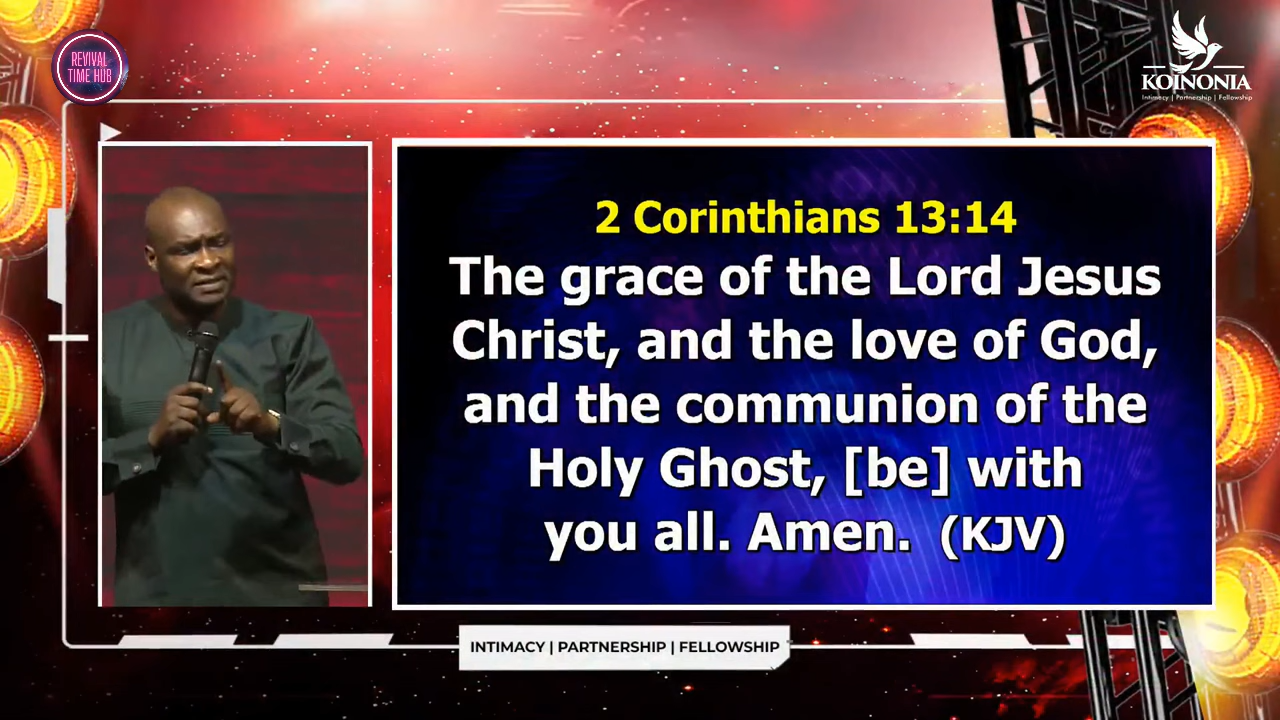 REVIVAL
TIME HUB
KOINONIA
Intimacy | Partnership | Fellowship
2 Corinthians 13:14
The grace of the Lord Jesus
Christ, and the love of God,
and the communion of the
Holy Ghost, [be] with
you all. Amen. (KJV)
INTIMACY | PARTNERSHIP | FELLOWSHIP